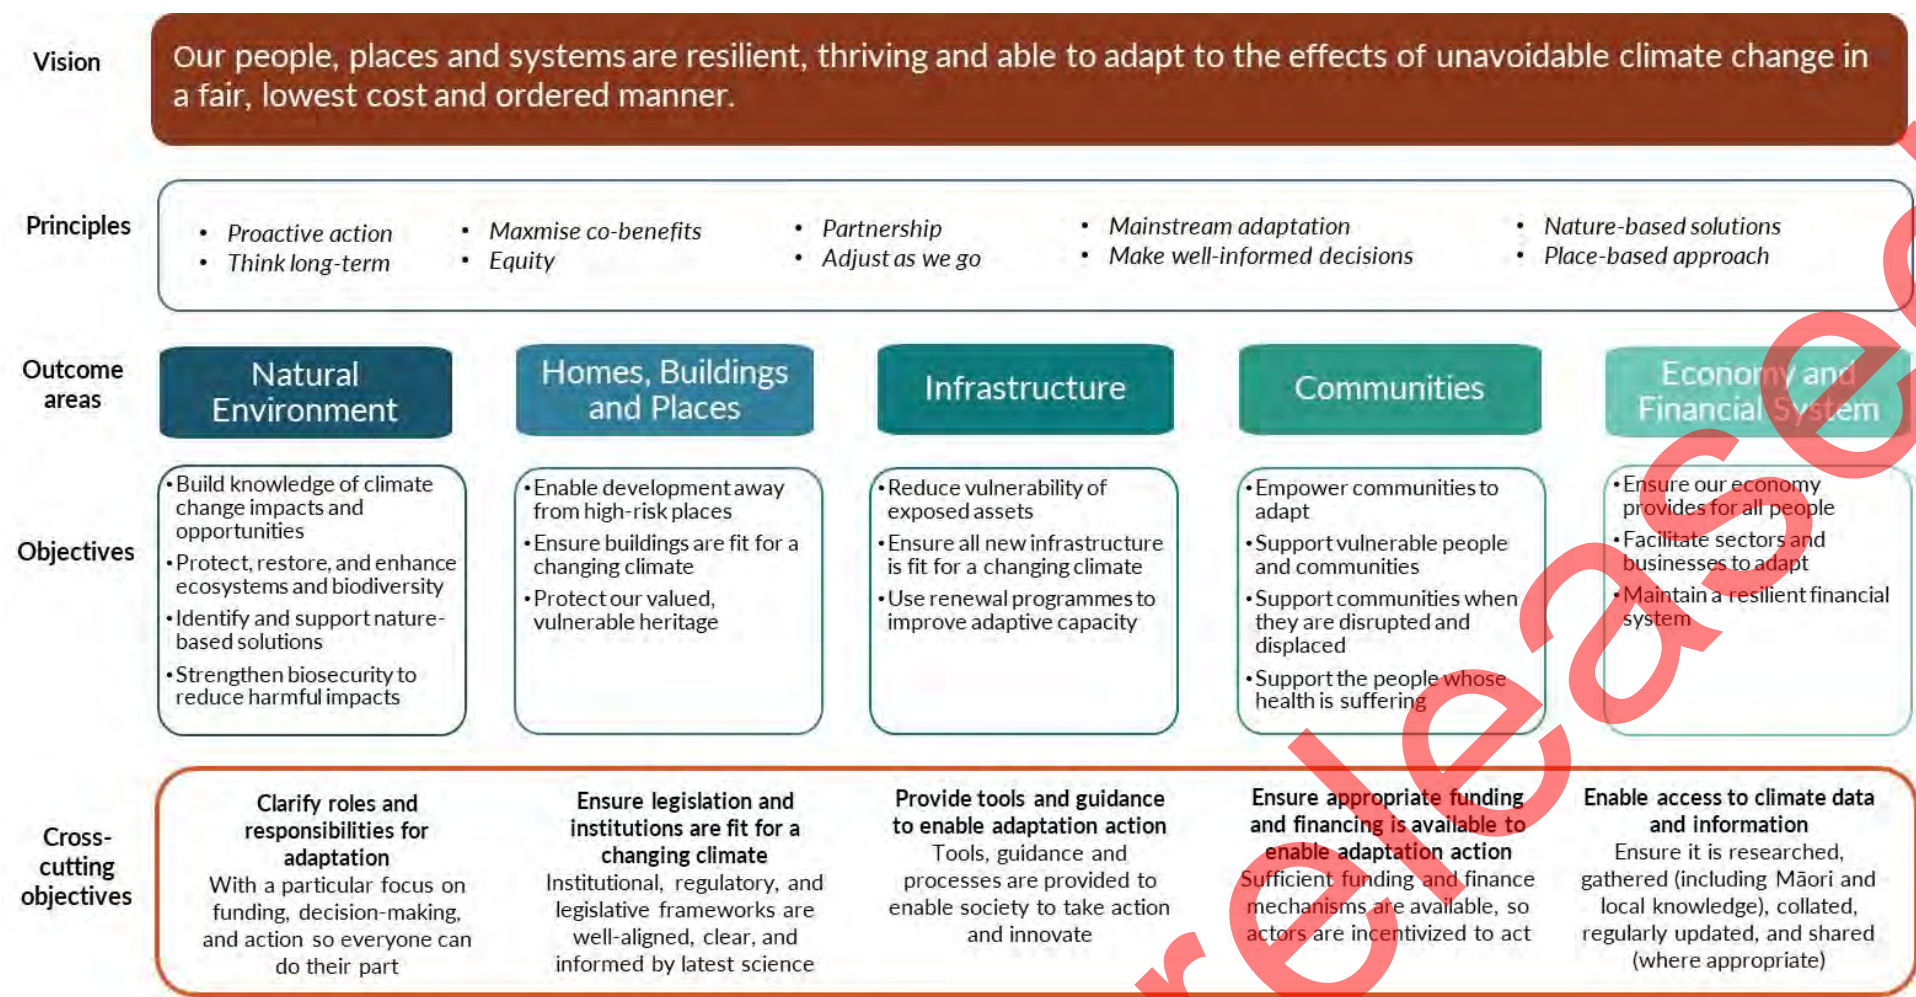 Vision
Our people, places and systems are resilient, thriving and able to adapt to the effects of unavoidable climate change in
a fair, lowest cost and ordered manner.
Principles
• Proactive action
• Think long-term
• Maxmise co-benefits
• Equity
• Partnership
• Adjust as we go
• Mainstream adaptation
• Make well-informed decisions
• Nature-based solutions
• Place-based approach
Outcome
areas
Natural
Environment
Homes, Buildings
and Places
Infrastructure
Communities
Economy and
Financial System
Objectives
• Build knowledge of climate
change impacts and
opportunities
• Protect, restore, and enhance
ecosystems and biodiversity
• Identify and support nature-
based solutions
• Strengthen biosecurity to
reduce harmful impacts
• Enable development away
from high-risk places
• Ensure buildings are fit for a
changing climate
• Protect our valued,
vulnerable heritage
• Reduce vulnerability of
exposed assets
• Ensure all new infrastructure
is fit for a changing climate
• Use renewal programmes to
improve adaptive capacity
• Empower communities to
adapt
• Support vulnerable people
and communities
• Support communities when
they are disrupted and
displaced
• Support the people whose
health is suffering
• Ensure our economy
provides for all people
• Facilitate sectors and
businesses to adapt
• Maintain a resilient financial
system
Cross-
cutting
objectives
Clarify roles and
responsibilities for
adaptation
With a particular focus on
funding, decision-making,
and action so everyone can
do their part
Ensure legislation and
institutions are fit for a
changing climate
Institutional, regulatory, and
legislative frameworks are
well-aligned, clear, and
informed by latest science
Provide tools and guidance
to enable adaptation action
Tools, guidance and
processes are provided to
enable society to take action
and innovate
Ensure appropriate funding
and financing is available to
enable adaptation action
Sufficient funding and finance
mechanisms are available, so
actors are incentivized to act
Enable access to climate data
and information
Ensure it is researched,
gathered (including Māori and
local knowledge), collated,
regularly updated, and shared
(where appropriate)
release